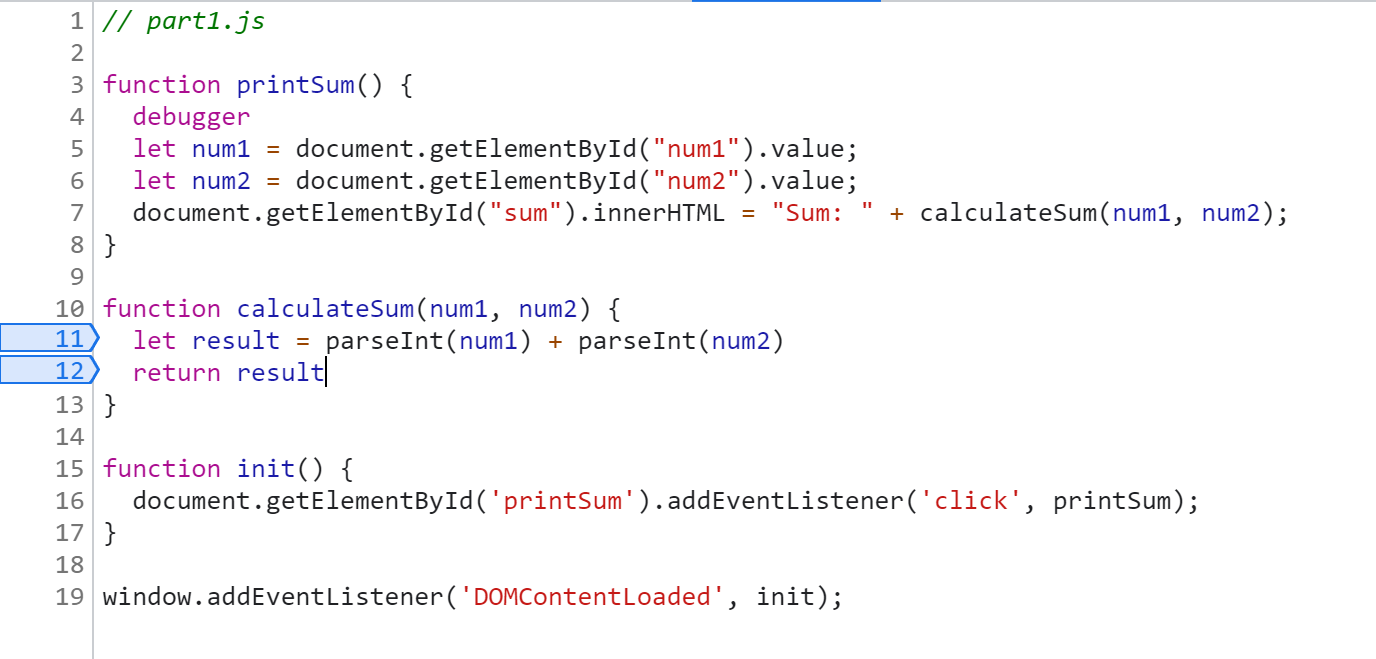 1 // part1.js
2
3 function printSum() {
4   debugger
5   let num1 = document.getElementById("num1").value;
6   let num2 = document.getElementById("num2").value;
7   document.getElementById("sum").innerHTML = "Sum: " + calculateSum(num1, num2);
8 }
9
10 function calculateSum(num1, num2) {
11   let result = parseInt(num1) + parseInt(num2)
12   return result
13 }
14
15 function init() {
16   document.getElementById('printSum').addEventListener('click', printSum);
17 }
18
19 window.addEventListener('DOMContentLoaded', init);